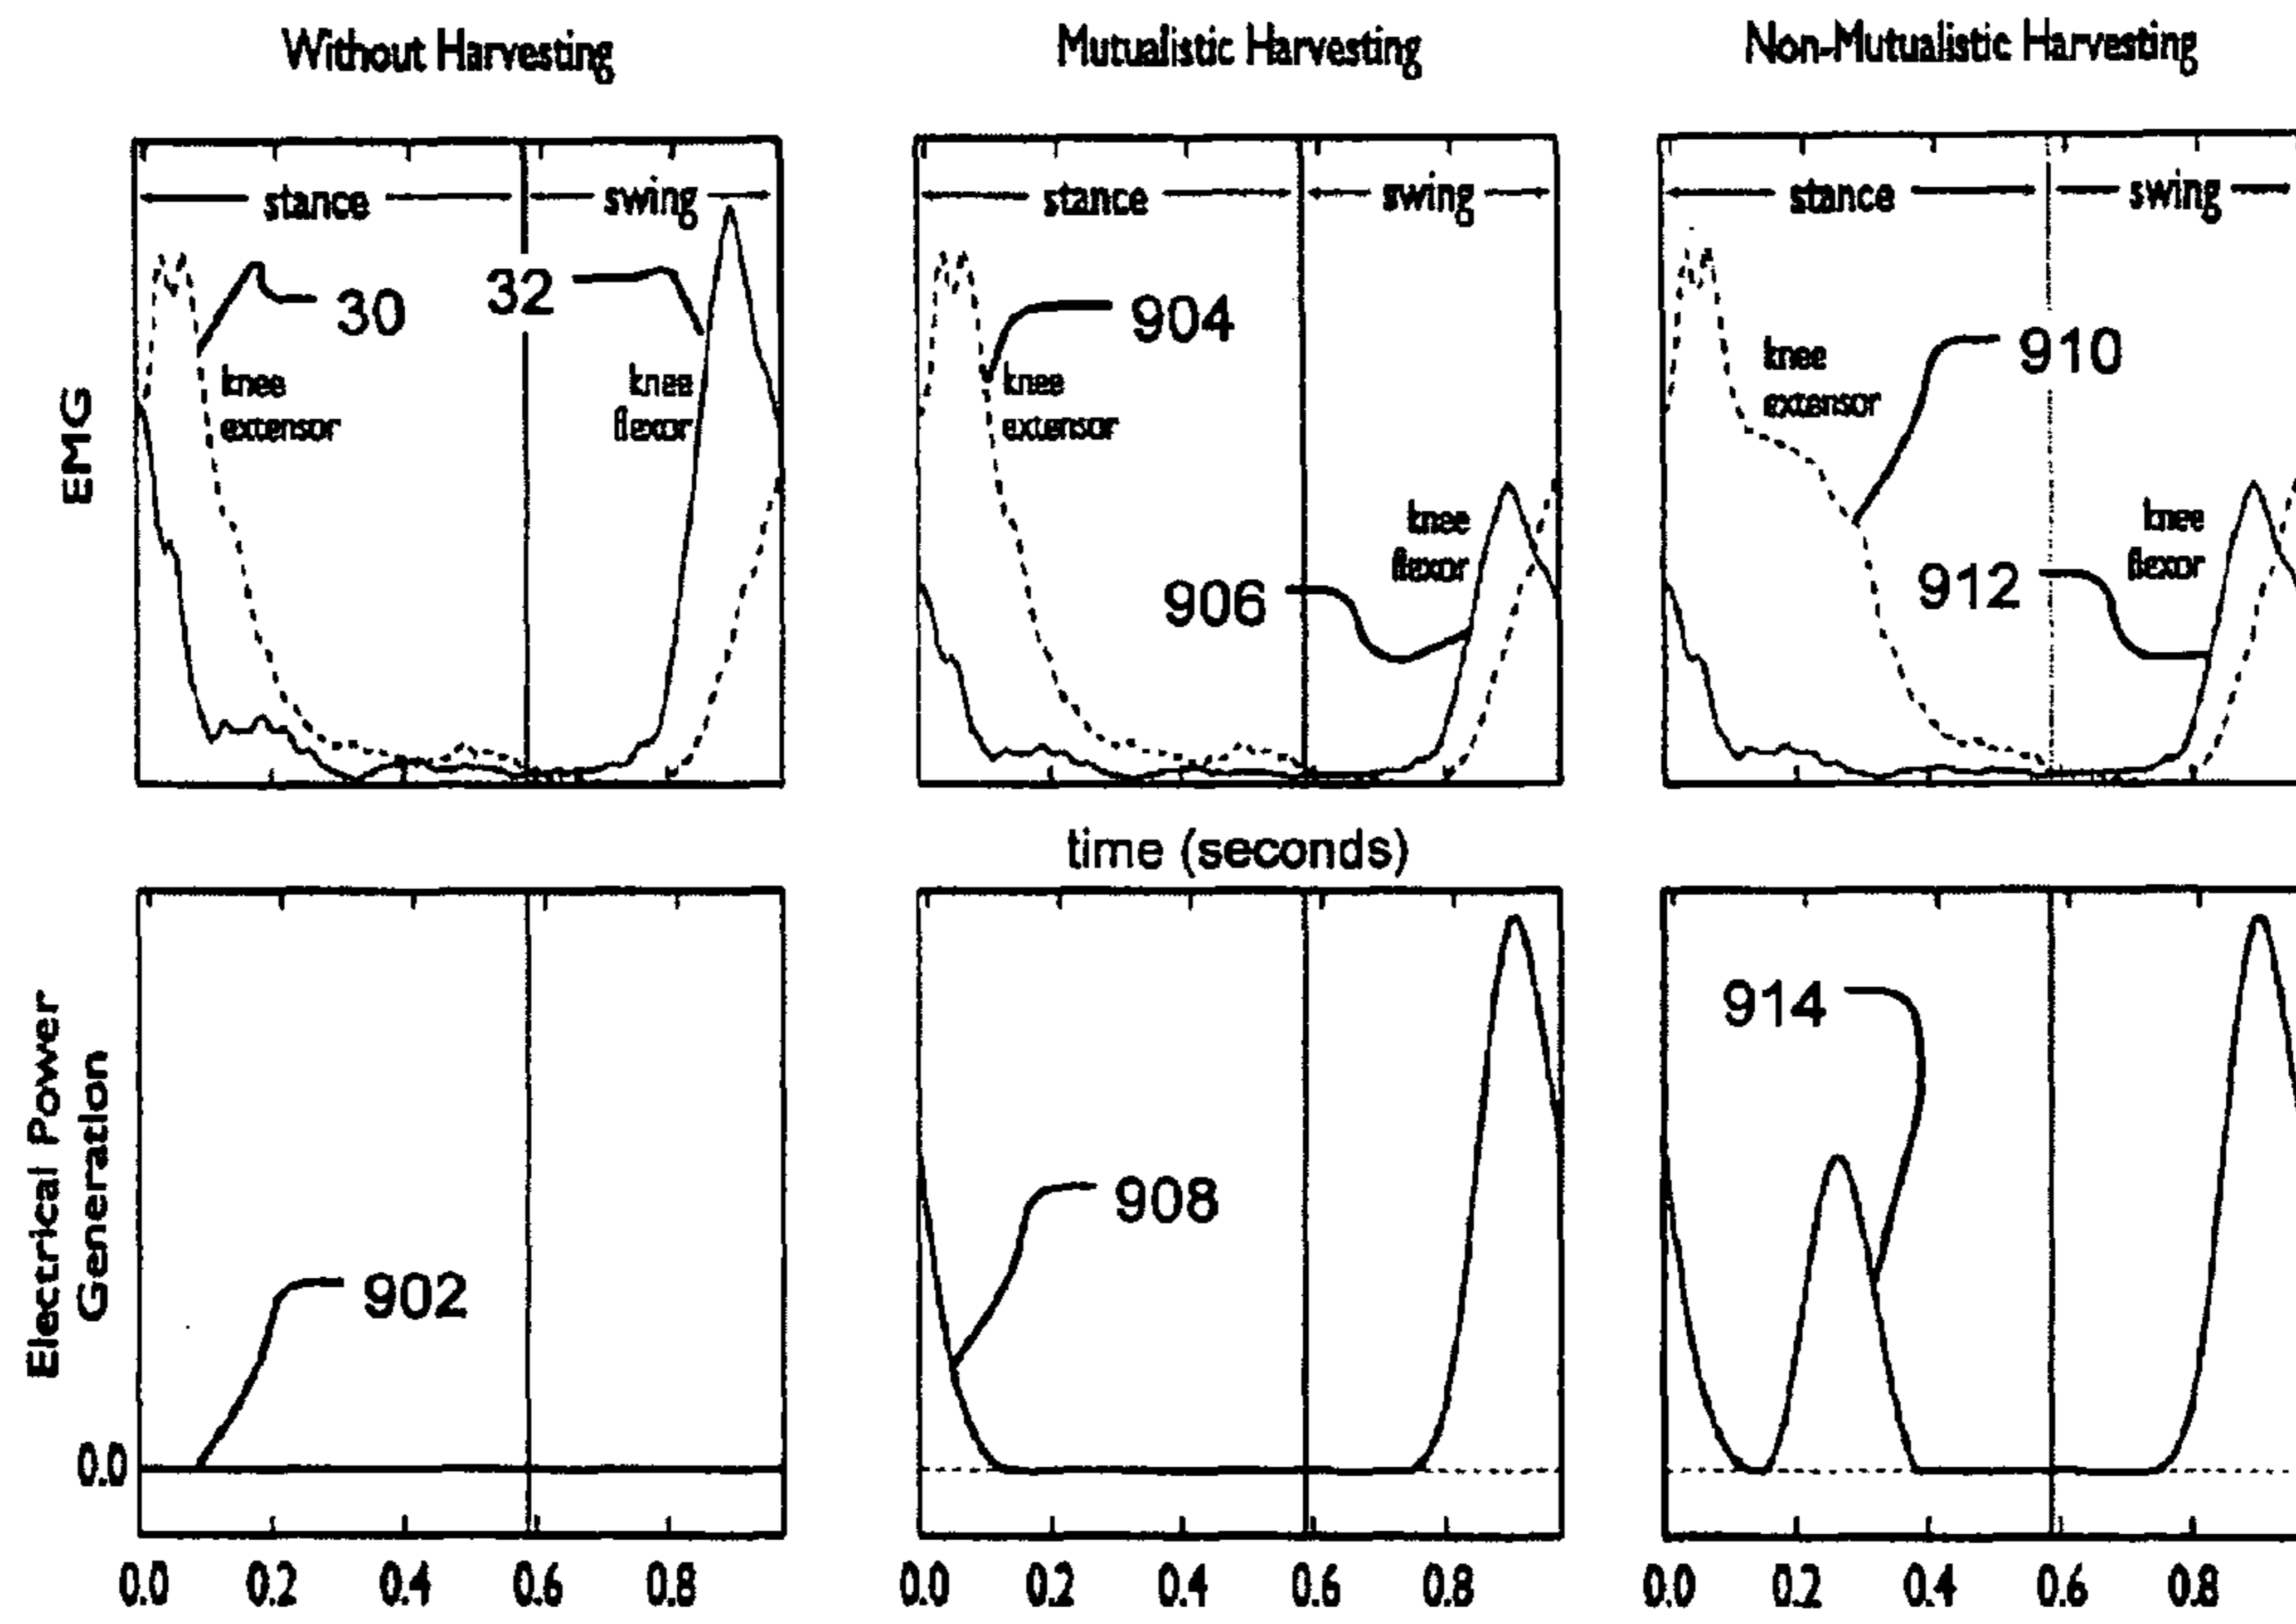 Without Harvesting
Mutualistic Harvesting
Non-Mutualistic Harvesting
stance
swing
30
32
knee
extensor
knee
flexor
stance
swing
904
knee
extensor
knee
flexor
906
stance
swing
knee
extensor
910
knee
flexor
912
EMG
time (seconds)
Electrical Power
Generation
0.0
902
908
914
0.0 0.2 0.4 0.6 0.8
0.0 0.2 0.4 0.6 0.8
0.0 0.2 0.4 0.6 0.8